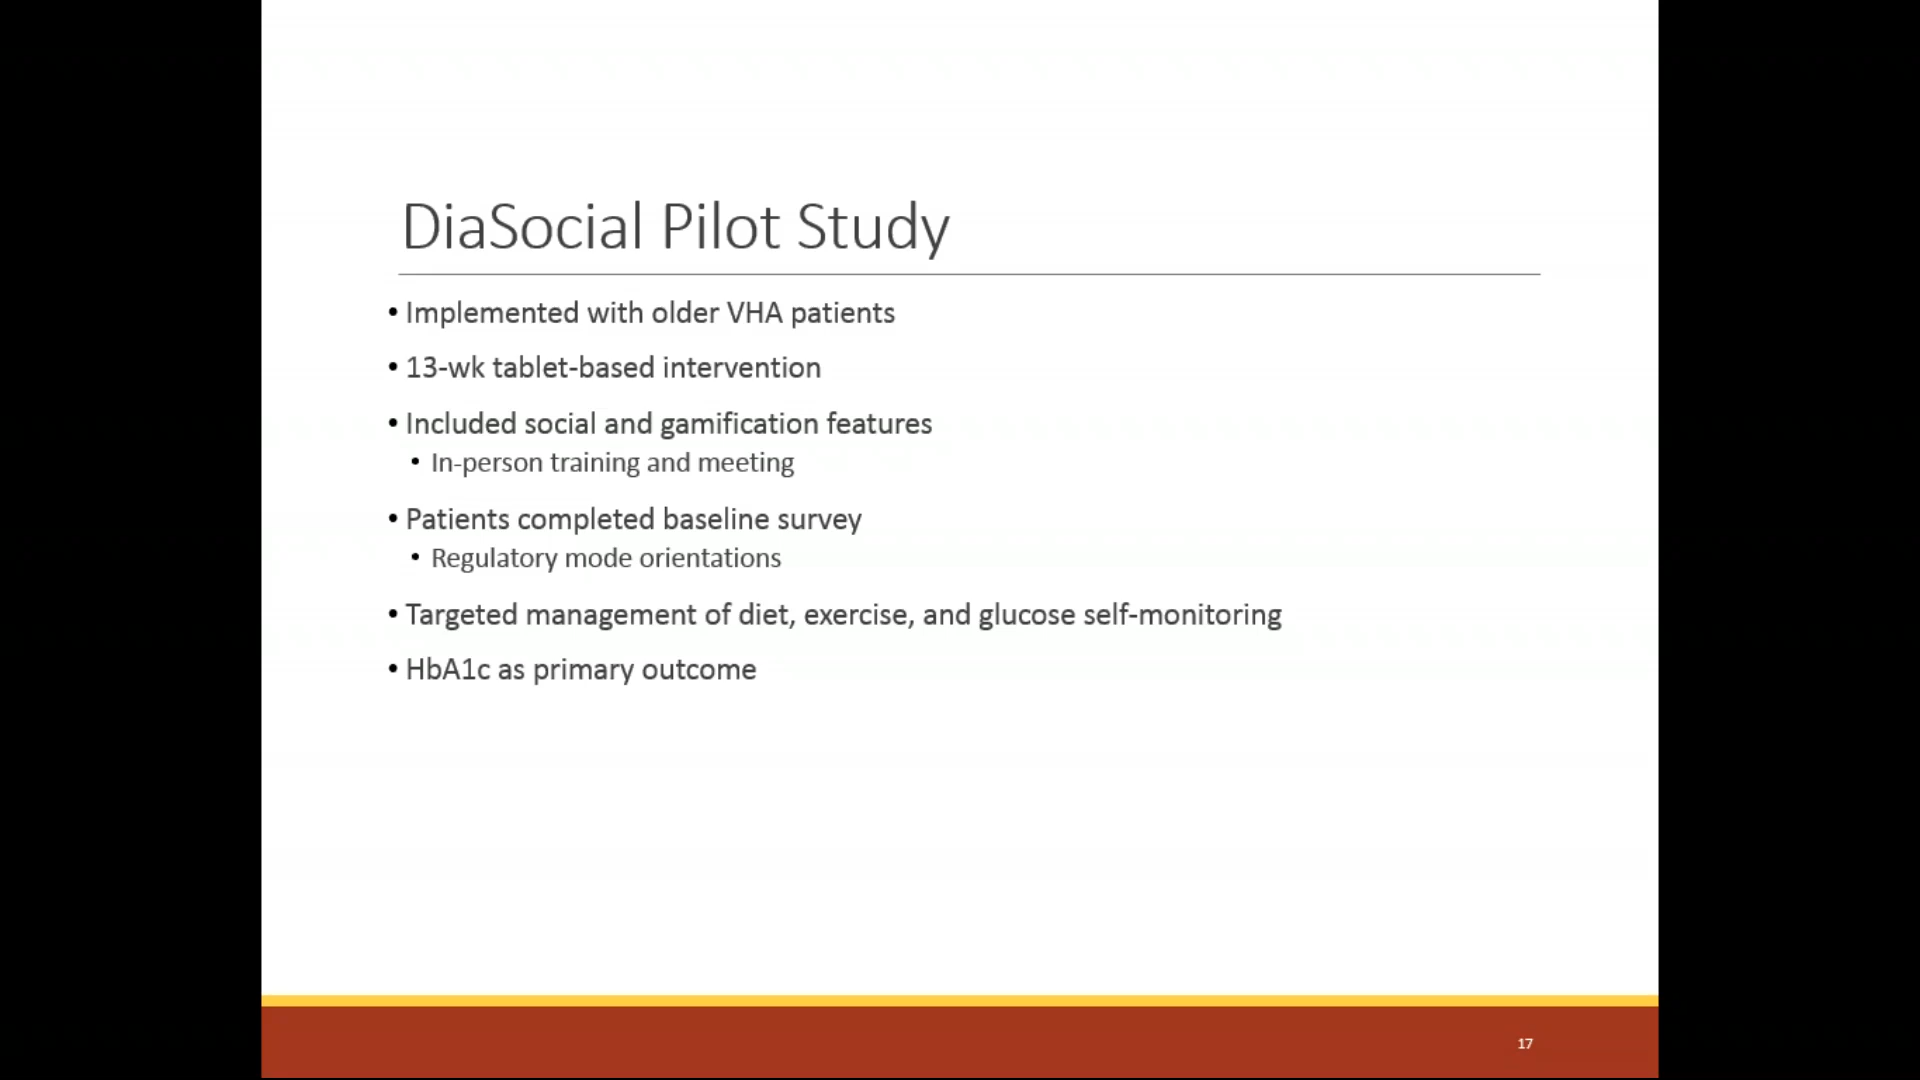 DiaSocial Pilot Study
• Implemented with older VHA patients
• 13-wk tablet-based intervention
• Included social and gamification features
• In-person training and meeting
• Patients completed baseline survey
• Regulatory mode orientations
• Targeted management of diet, exercise, and glucose self-monitoring
• HbA1c as primary outcome
17